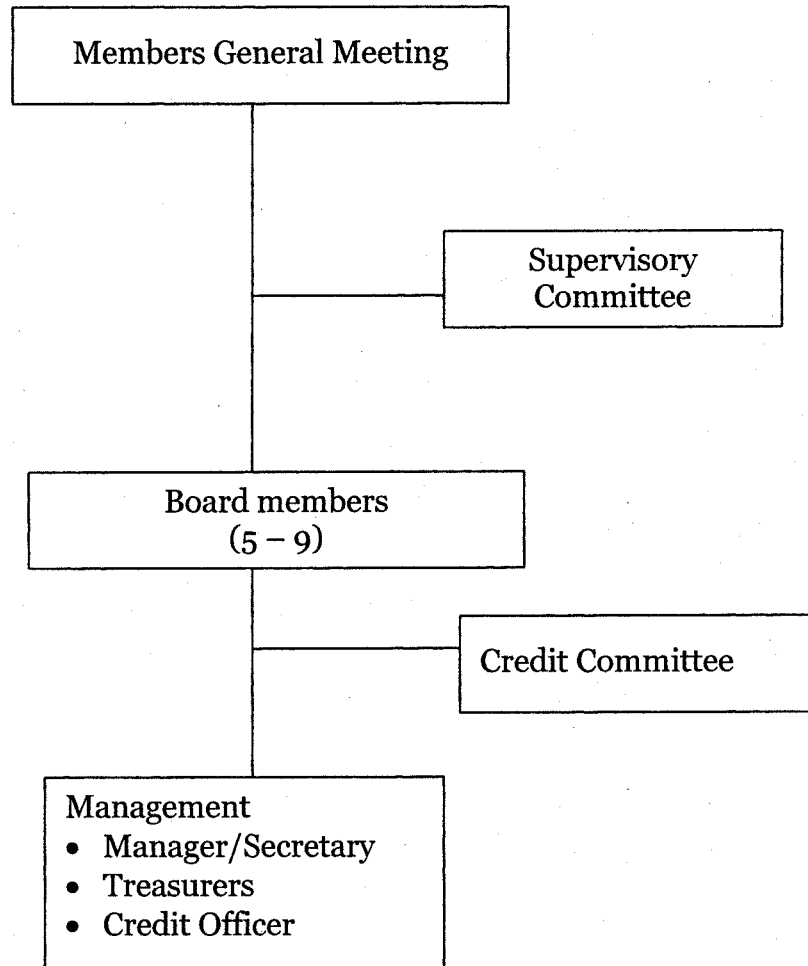 Members General Meeting
Supervisory
Committee
Board members
(5 – 9)
Credit Committee
Management
• Manager/Secretary
• Treasurers
• Credit Officer